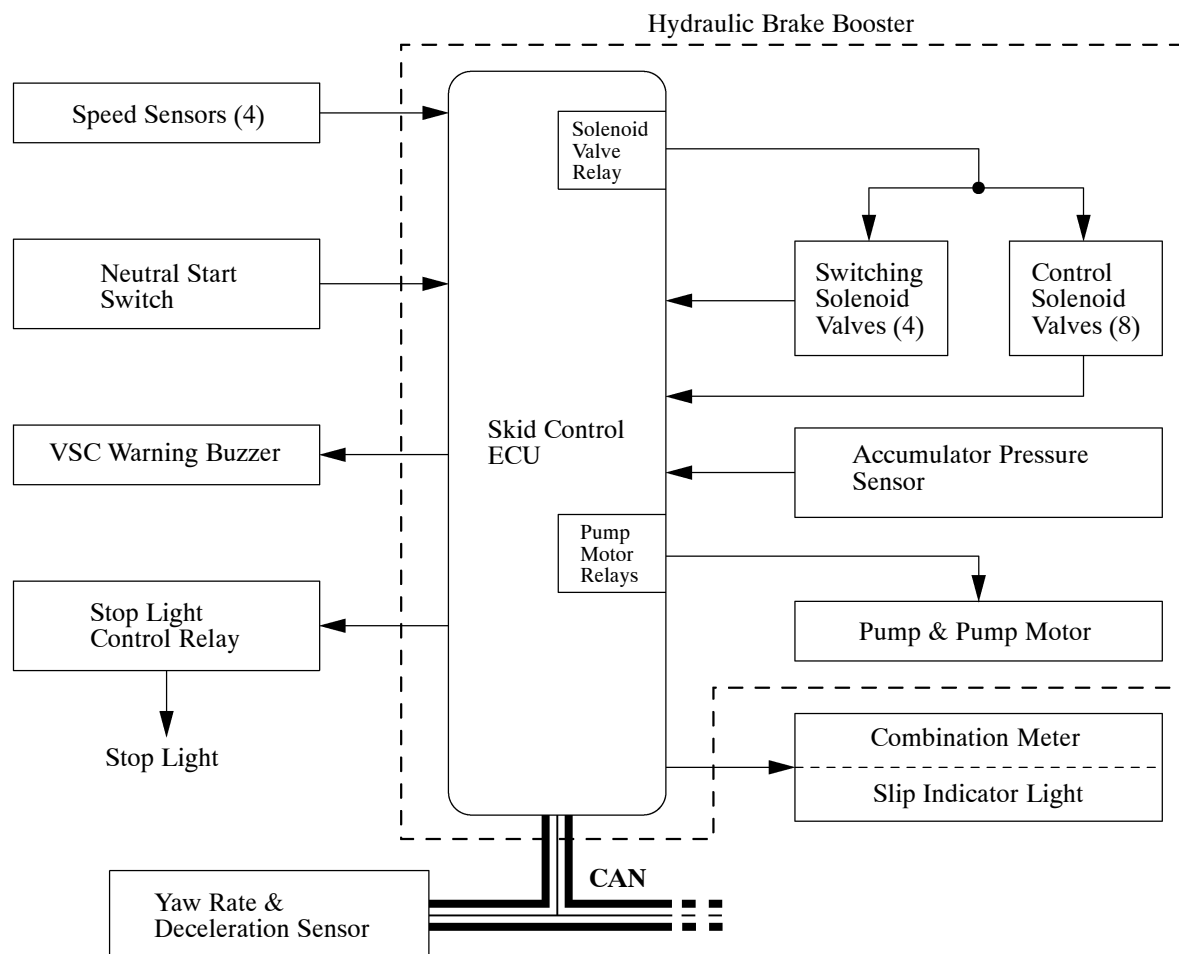 Hydraulic Brake Booster
Speed Sensors (4)
Solenoid
Valve
Relay
Neutral Start
Switch
Switching
Solenoid
Valves (4)
Control
Solenoid
Valves (8)
VSC Warning Buzzer
Skid Control
ECU
Accumulator Pressure
Sensor
Pump
Motor
Relays
Stop Light
Control Relay
Pump & Pump Motor
Stop Light
Combination Meter
Slip Indicator Light
CAN
Yaw Rate &
Deceleration Sensor